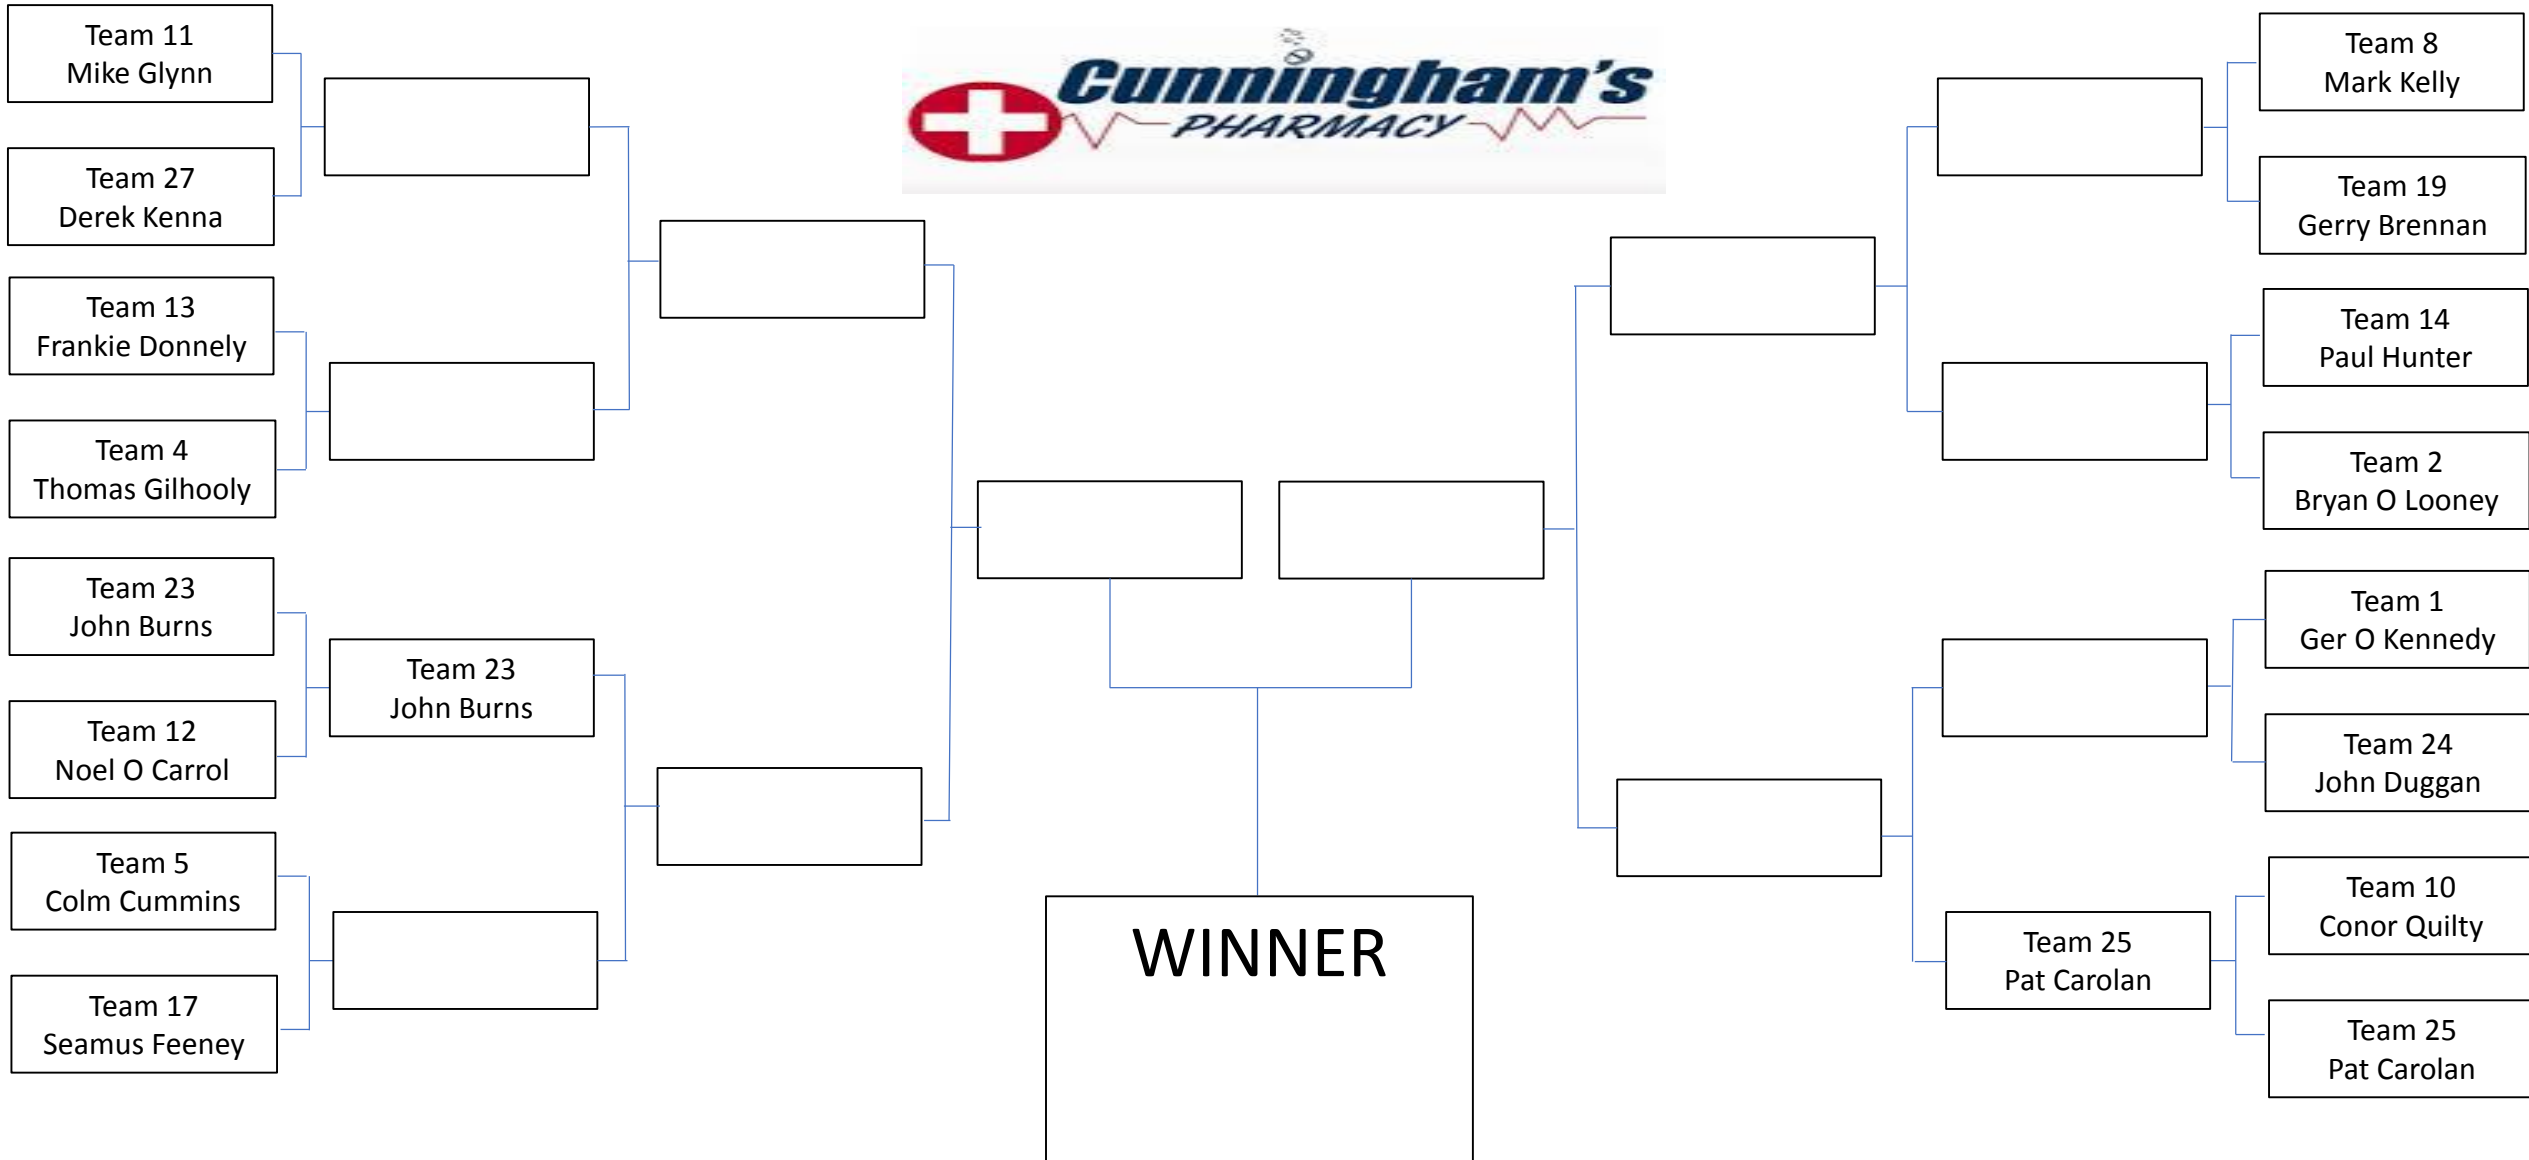 Team 11
Mike Glynn
Team 27
Derek Kenna
Team 13
Frankie Donnely
Team 4
Thomas Gilhooly
Team 23
John Burns
Team 12
Noel O Carrol
Team 5
Colm Cummins
Team 17
Seamus Feeney
Team 23
John Burns
Cunningham's
PHARMACY
WINNER
Team 25
Pat Carolan
Team 8
Mark Kelly
Team 19
Gerry Brennan
Team 14
Paul Hunter
Team 2
Bryan O Looney
Team 1
Ger O Kennedy
Team 24
John Duggan
Team 10
Conor Quilty
Team 25
Pat Carolan